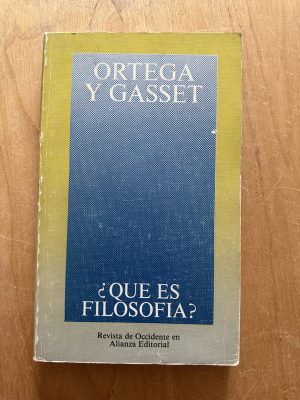 ORTEGA
Y GASSET
¿QUE ES
FILOSOFIA?
Revista de Occidente en
Alianza Editorial